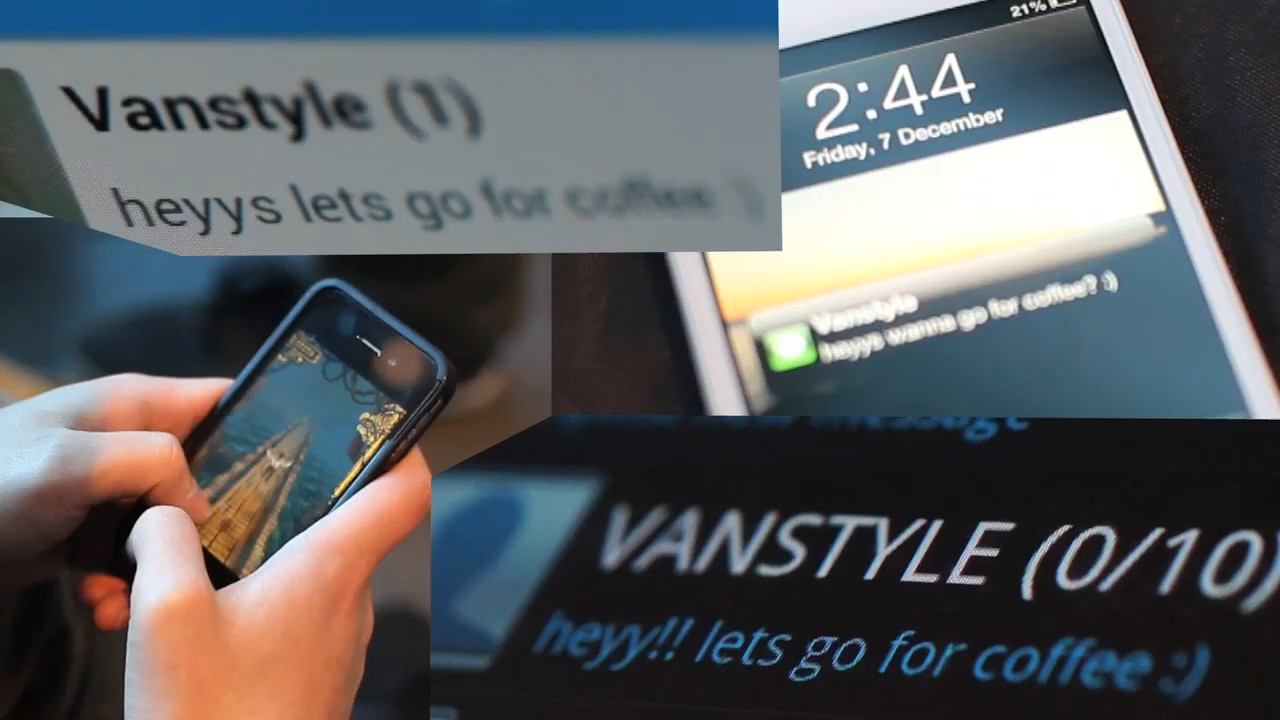 Vanstyle (1)
heyys lets go for coffee :)
21%
2:44
Friday, 7 December
Vanstyle
heyys wanna go for coffee? :)
message
VANSTYLE (0/10)
heyy!! lets go for coffee :)